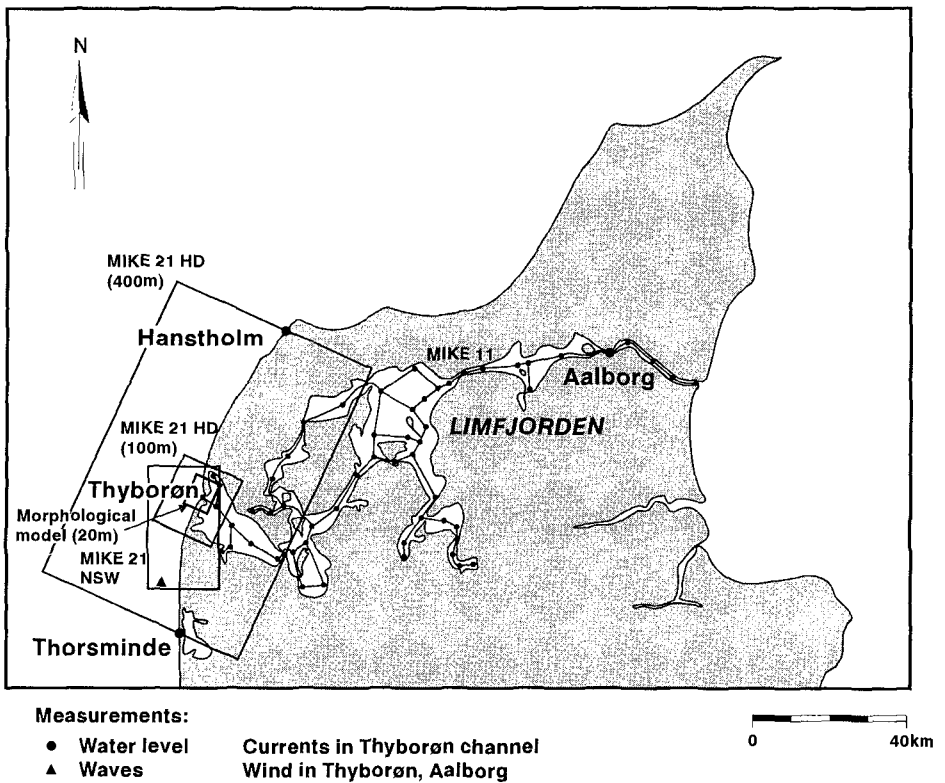 N
MIKE 21 HD
(400m)
Hanstholm
MIKE 11
Aalborg
LIMFJORDEN
MIKE 21 HD
(100m)
Thyborøn
Morphological
model (20m)
MIKE 21
NSW
Thorsminde
Measurements:
Water level
Currents in Thyborøn channel
Waves
Wind in Thyborøn, Aalborg
0 40km